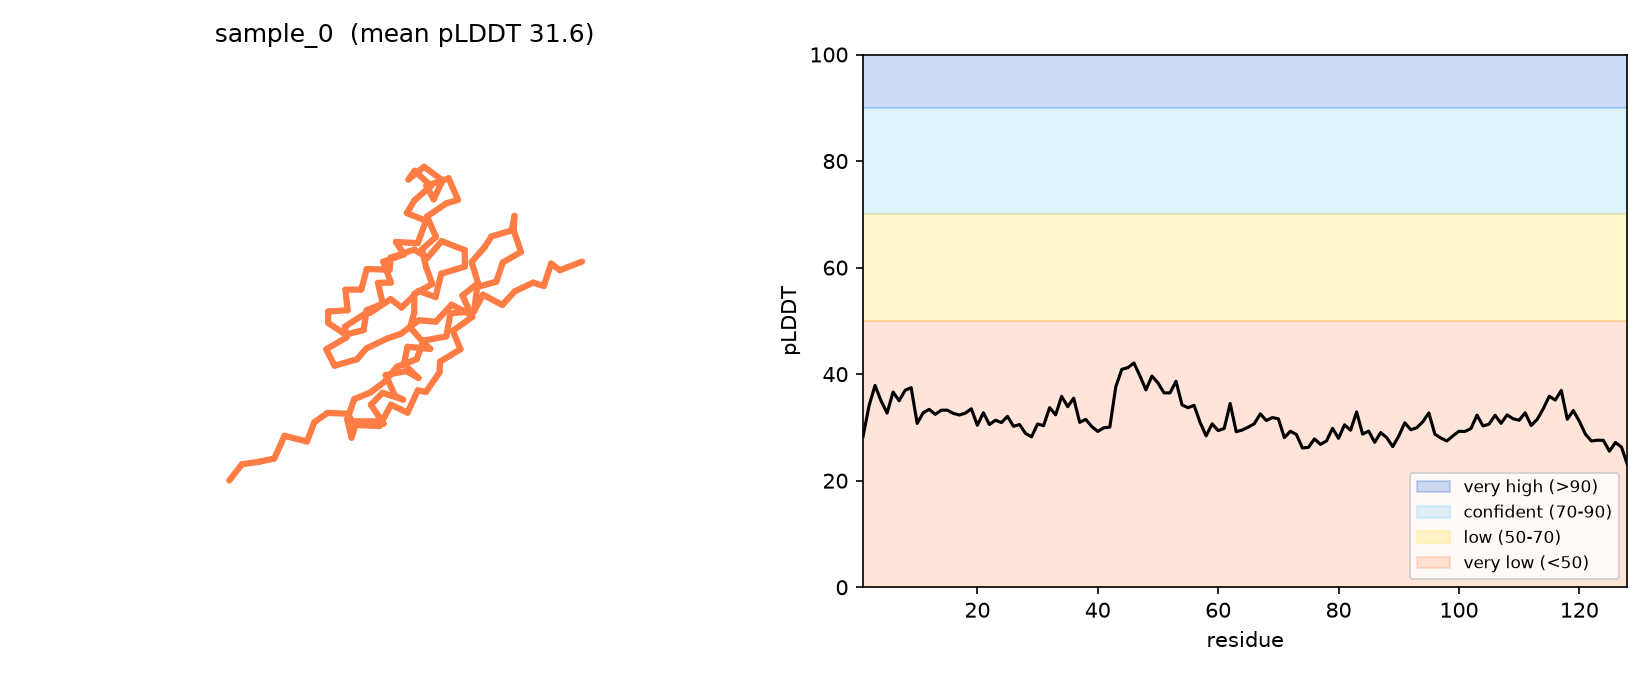 sample_0 (mean pLDDT 31.6)
100
80
60
40
20
0
pLDDT
20 40 60 80 100 120
residue
very high (>90)
confident (70-90)
low (50-70)
very low (<50)